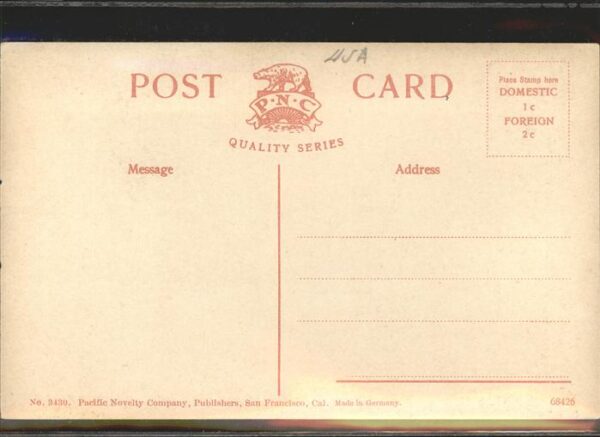 USA
POST CARD
P·N·C
QUALITY SERIES
Place Stamp here
DOMESTIC
1c
FOREIGN
2c
Message
Address
No. 3430. Pacific Novelty Company, Publishers, San Francisco, Cal. Made in Germany.
68426